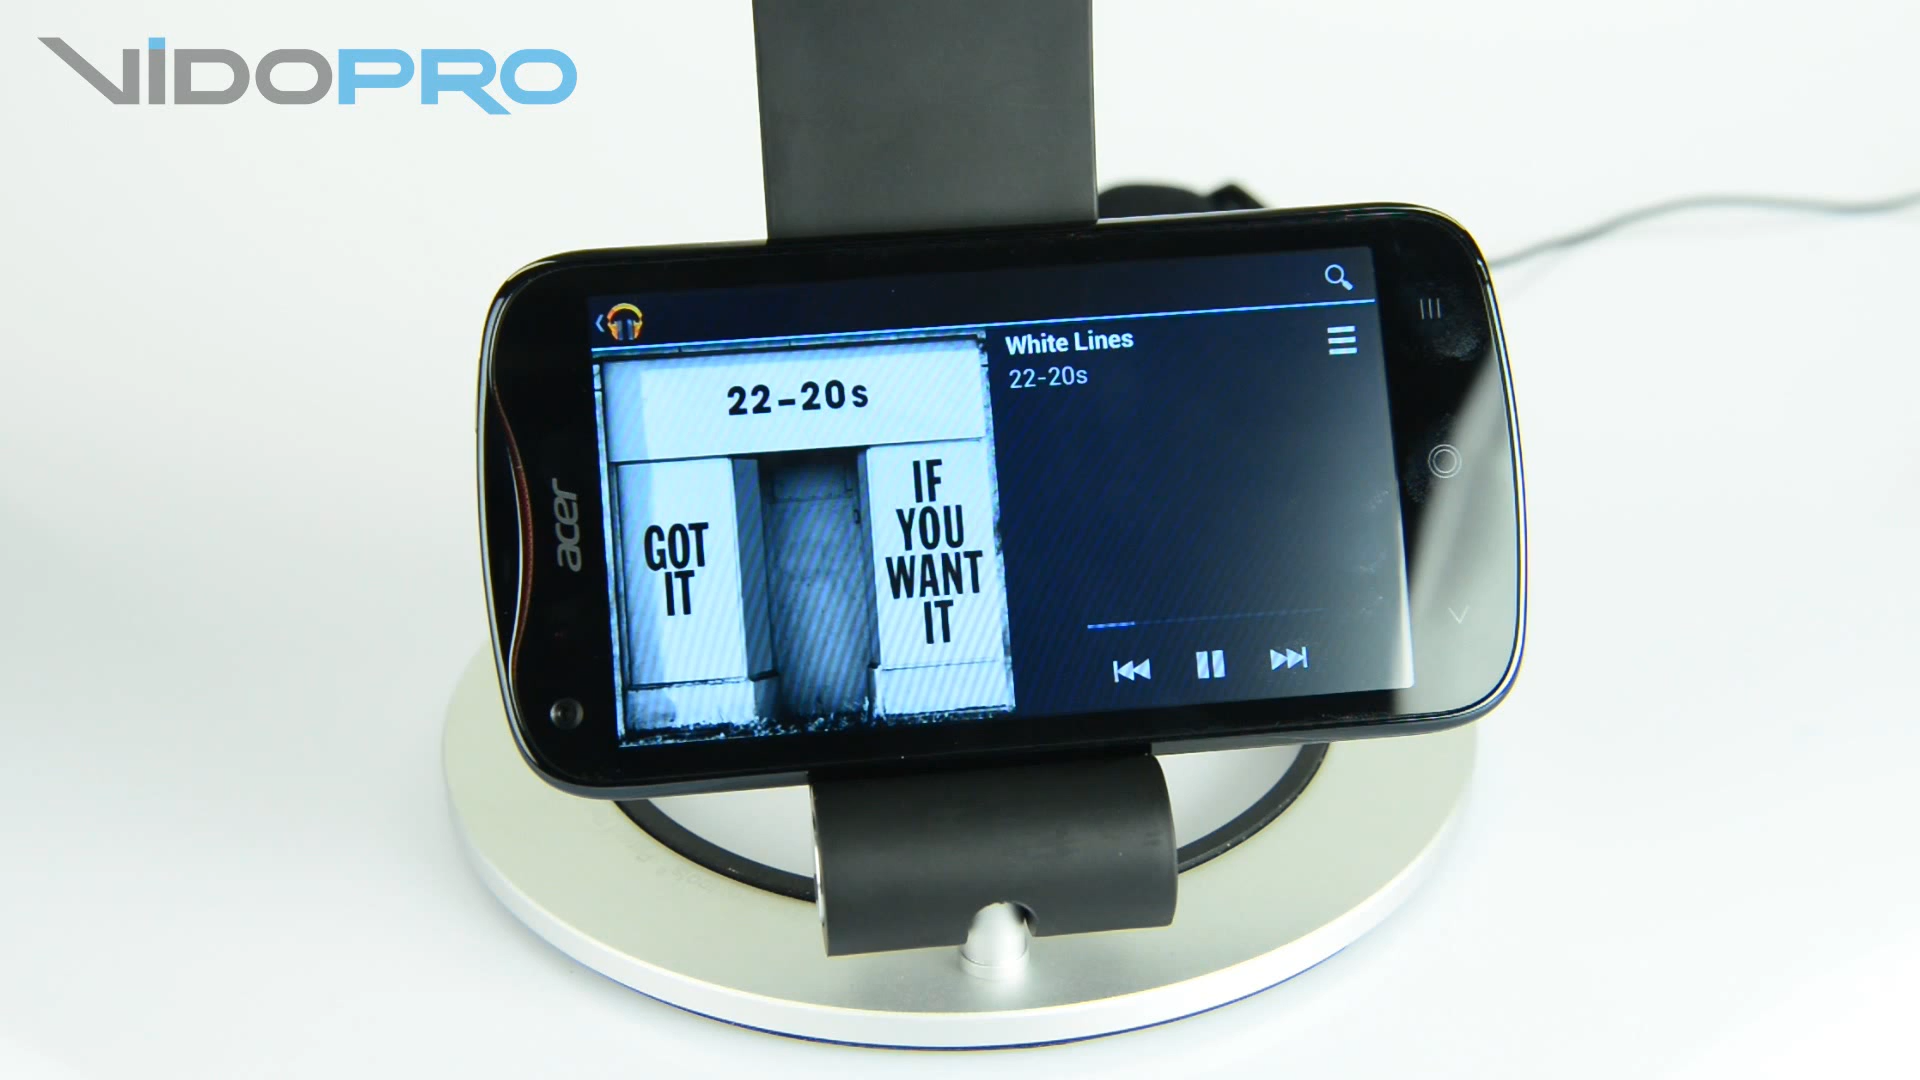 VIDOPRO
acer
White Lines
22-20s
22-20s
GOT
IT
IF
YOU
WANT
IT